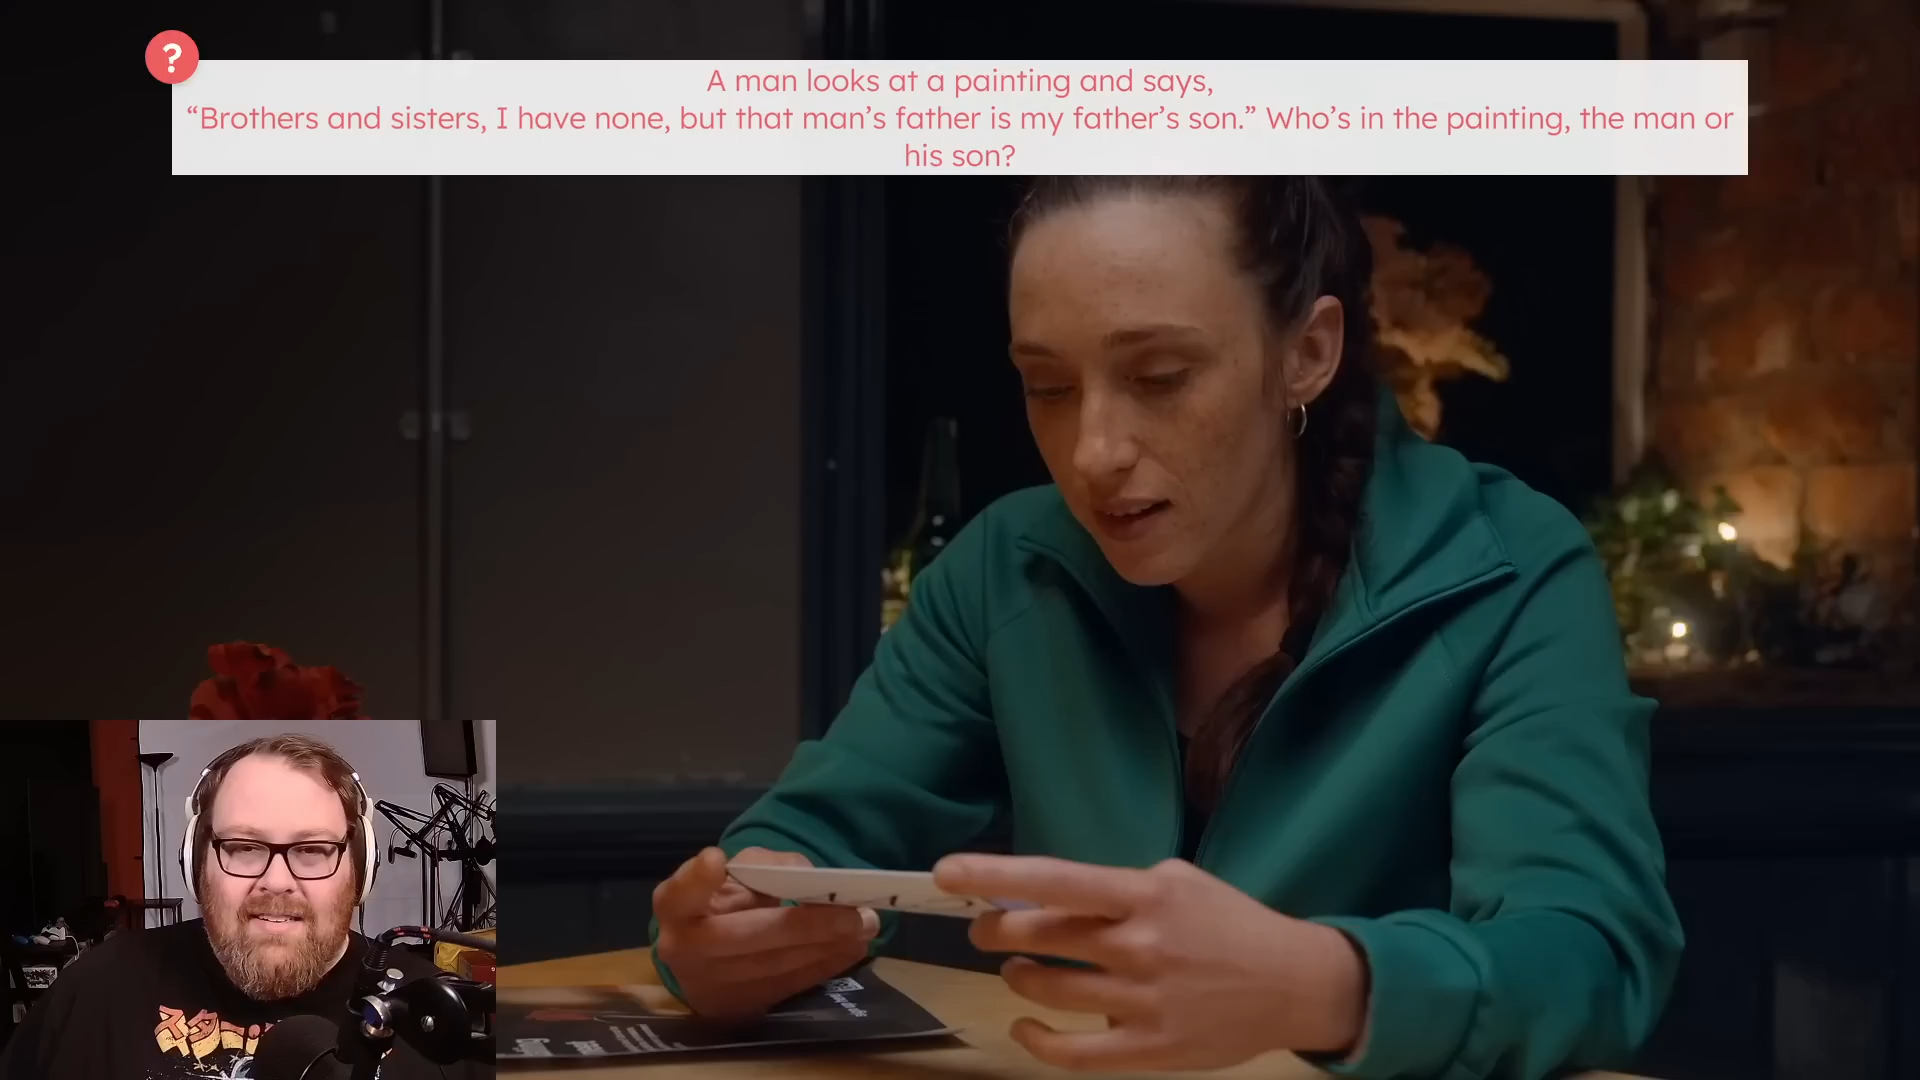 ?
A man looks at a painting and says,
“Brothers and sisters, I have none, but that man’s father is my father’s son.” Who’s in the painting, the man or
his son?